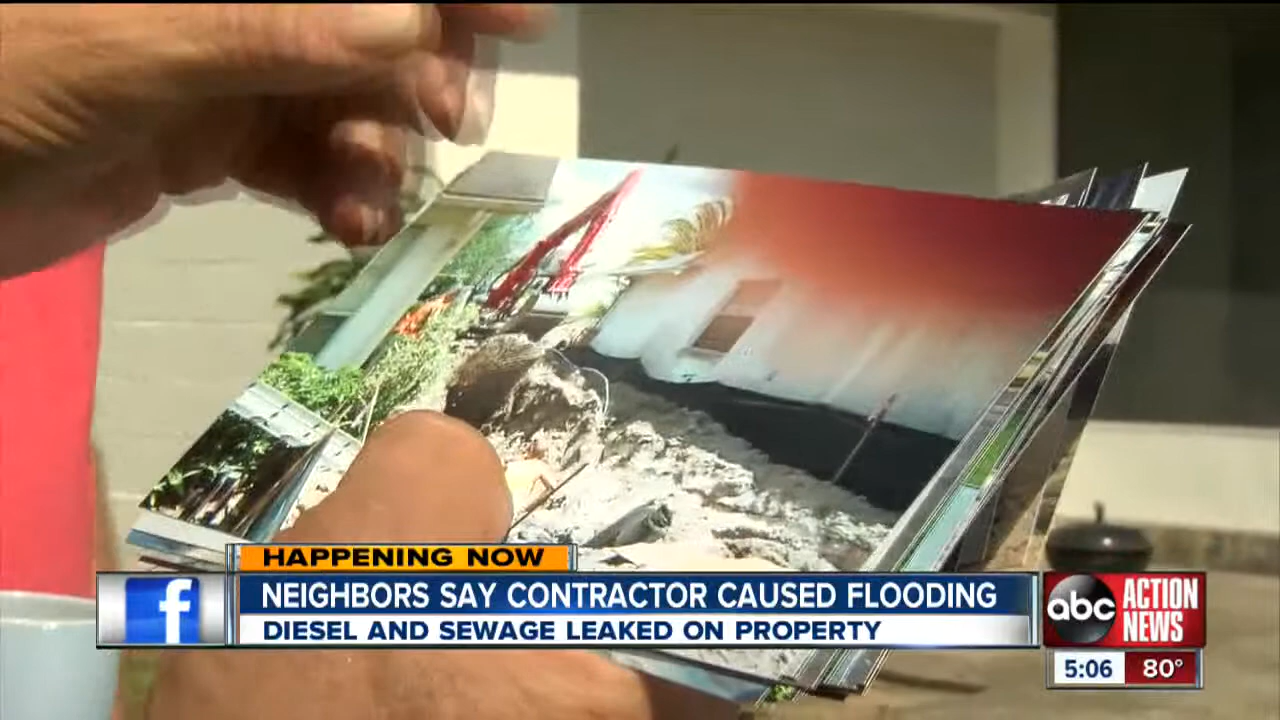 HAPPENING NOW
f
NEIGHBORS SAY CONTRACTOR CAUSED FLOODING
DIESEL AND SEWAGE LEAKED ON PROPERTY
abc ACTION
NEWS
5:06 80°